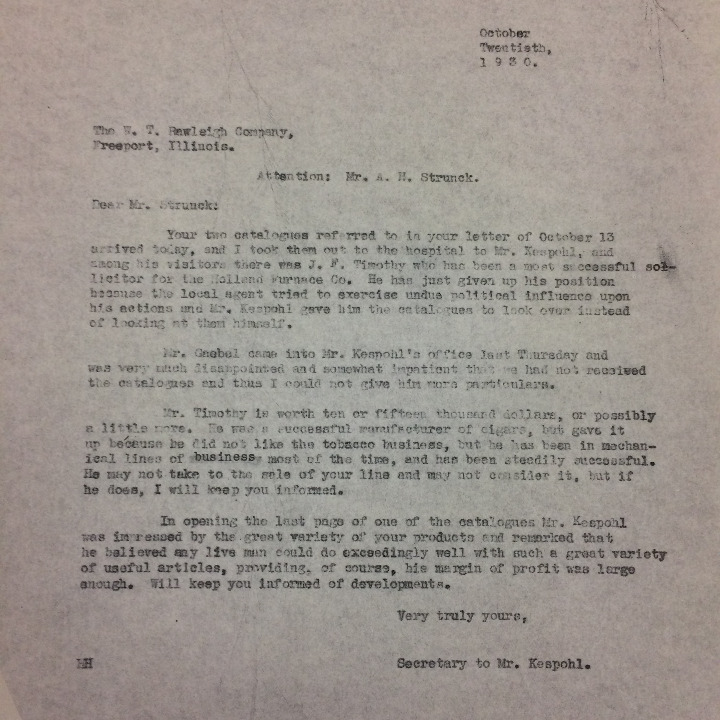 October
Twentieth,
1 9 3 0.
The W. T. Rawleigh Company,
Freeport, Illinois.
Attention: Mr. A. H. Strunck.
Dear Mr. Strunck:
Your two catalogues referred to in your letter of October 13
arrived today, and I took them out to the hospital to Mr. Kespohl, and
among his visitors there was J. F. Timothy who has been a most successful sol-
licitor for the Holland Furnace Co. He has just given up his position
because the local agent tried to exercise undue political influence upon
his actions and Mr. Kespohl gave him the catalogues to look over instead
of looking at them himself.
Mr. Gaebel came into Mr. Kespohl's office last Thursday and
was very much disappointed and somewhat impatient that we had not received
the catalogues and thus I could not give him more particulars.
Mr. Timothy is worth ten or fifteen thousand dollars, or possibly
a little more. He was a successful manufacturer of cigars, but gave it
up because he did not like the tobacco business, but he has been in mechan-
ical lines of business most of the time, and has been steadily successful.
He may not take to the sale of your line and may not consider it, but if
he does, I will keep you informed.
In opening the last page of one of the catalogues Mr. Kespohl
was impressed by the great variety of your products and remarked that
he believed any live man could do exceedingly well with such a great variety
of useful articles, providing, of course, his margin of profit was large
enough. Will keep you informed of developments.
Very truly yours,
HH Secretary to Mr. Kespohl.